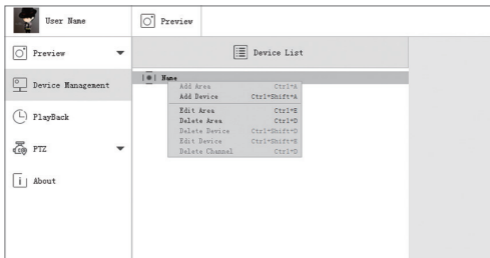 User Name
Preview
Preview
Device List
Device Management
Name
Add Area Ctrl+A
Add Device Ctrl+Shift+A
Edit Area Ctrl+E
Delete Area Ctrl+D
Delete Device Ctrl+Shift+D
Edit Device Ctrl+Shift+E
Delete Channel Ctrl+D
PlayBack
PTZ
About